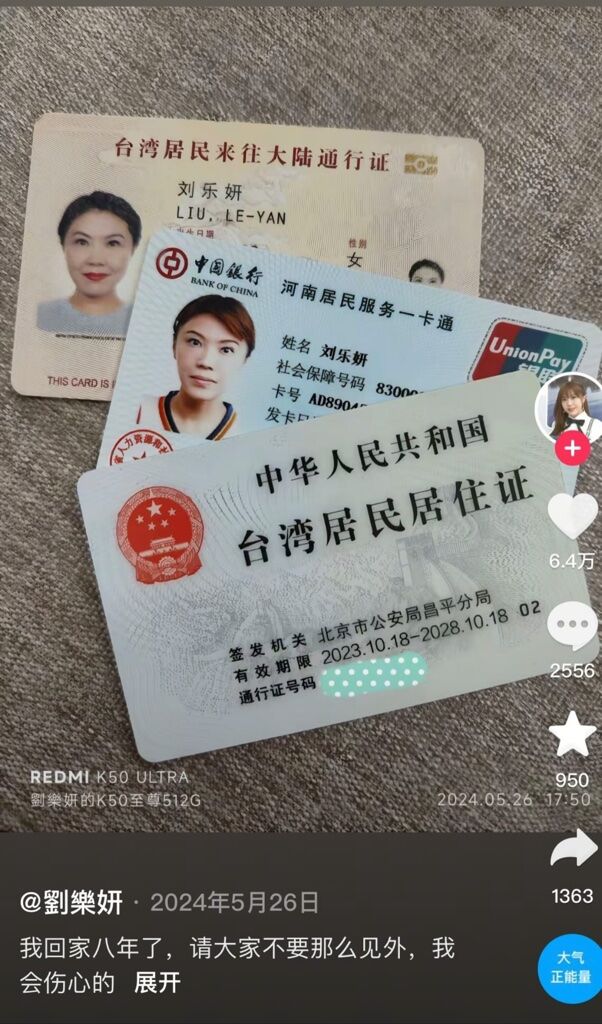 台湾居民来往大陆通行证
刘乐妍
LIU, LE-YAN
性别
女
THIS CARD IS
中国银行
BANK OF CHINA
河南居民服务一卡通
UnionPay
姓名 刘乐妍
社会保障号码 8300
卡号 AD8904
发卡日
中华人民共和国
台湾居民居住证
签发机关 北京市公安局昌平分局
有效期限 2023.10.18-2028.10.18 02
通行证号码
6.4万
2556
950
1363
REDMI K50 ULTRA
劉樂妍的K50至尊512G
2024.05.26 17:50
@劉樂妍 · 2024年5月26日
我回家八年了，请大家不要那么见外，我
会伤心的 展开
大气
正能量